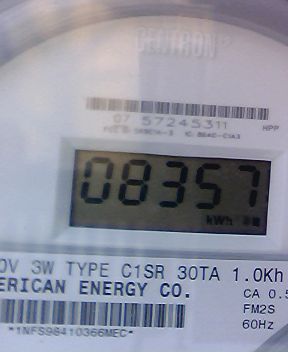 CENTRON®
07 57245311
HPP
08357
kWh
0V 3W TYPE C1SR 30TA 1.0Kh
ERICAN ENERGY CO.
CA 0.5
FM2S
60Hz
*1NFS98410366MEC*